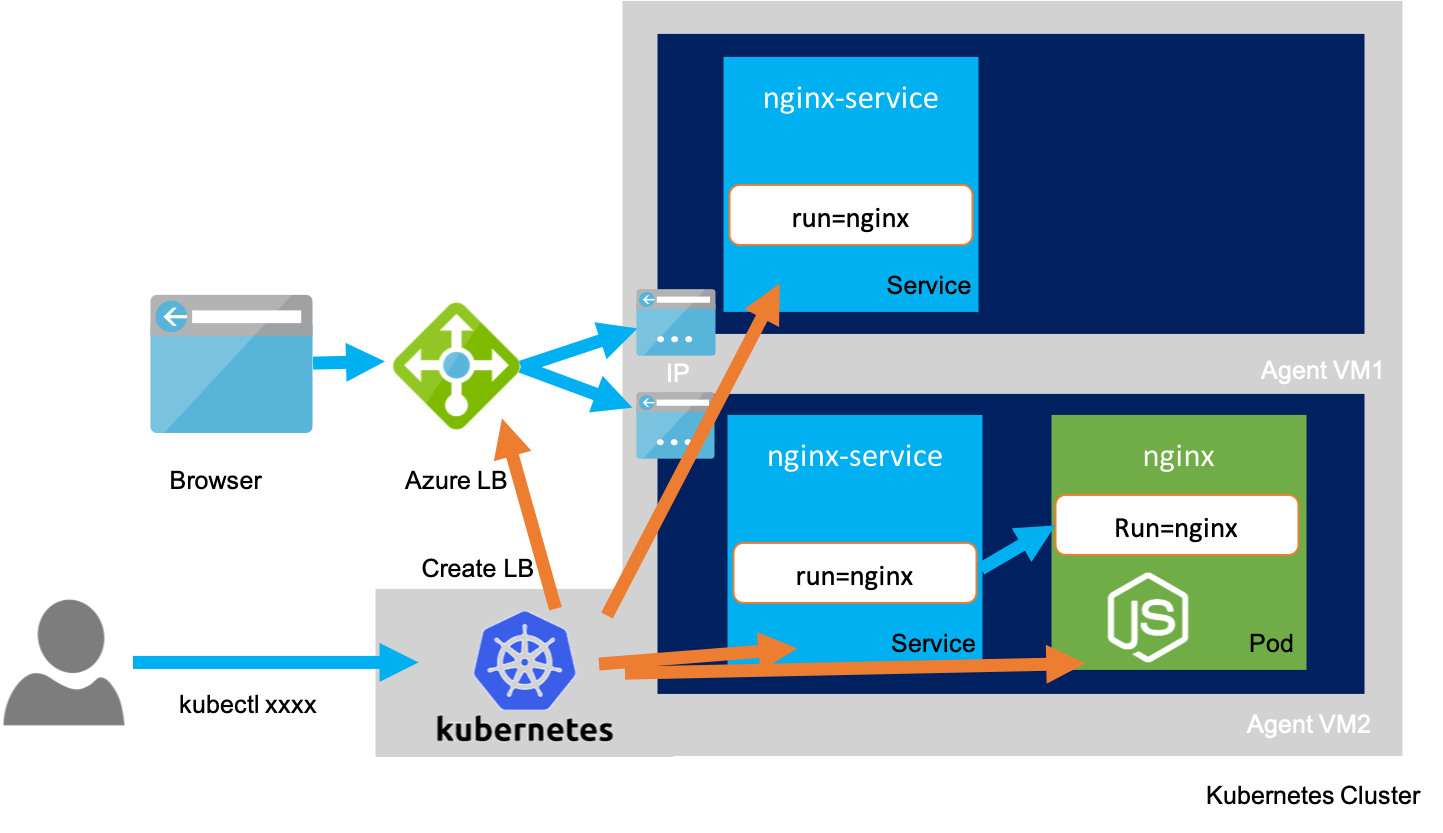 nginx-service
run=nginx
Service
IP
Agent VM1
Browser
Azure LB
nginx-service
run=nginx
Service
nginx
Run=nginx
JS
Pod
Create LB
kubectl xxxx
kubernetes
Agent VM2
Kubernetes Cluster